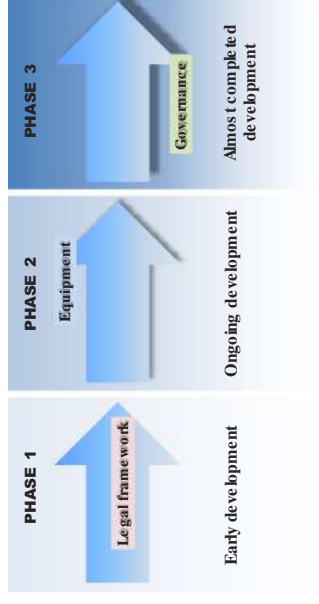 PHASE 1
Legal framework
Early development
PHASE 2
Equipment
Ongoing development
PHASE 3
Governance
Almost completed
development